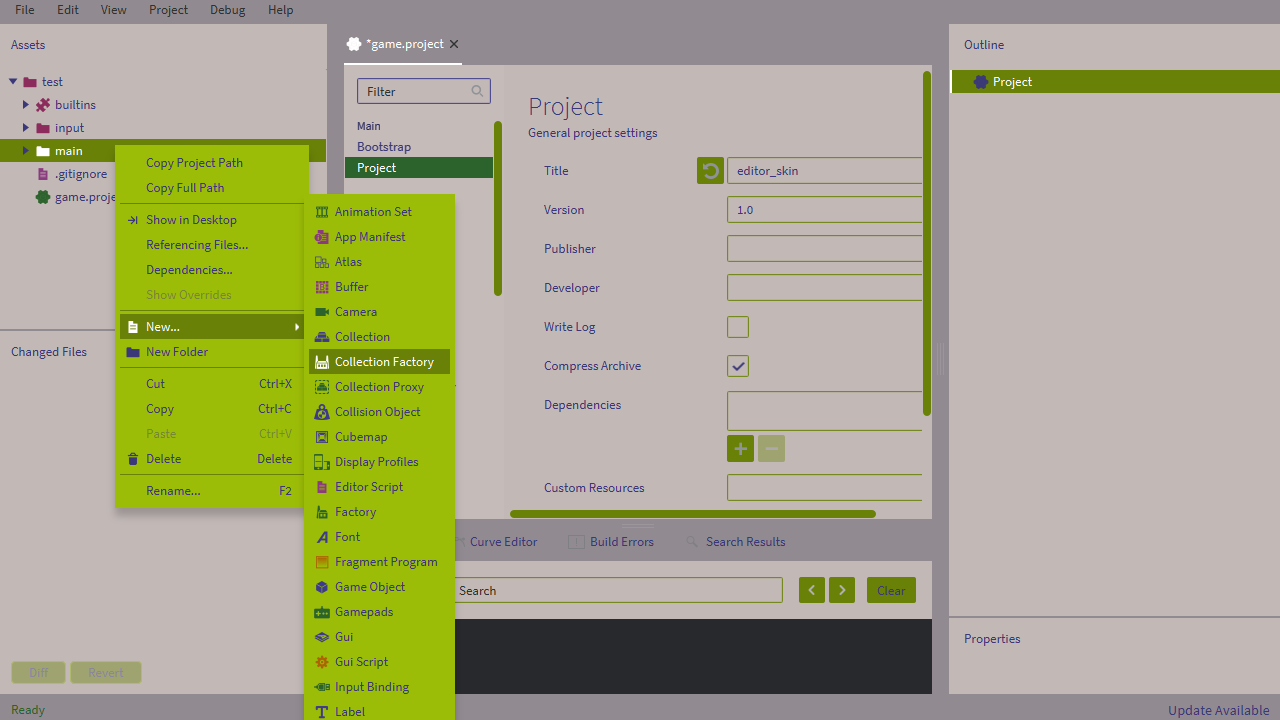 File Edit View Project Debug Help
Assets
test
builtins
input
main
.gitignore
game.proje
Changed Files
Diff Revert
Ready
Copy Project Path
Copy Full Path
Show in Desktop
Referencing Files...
Dependencies...
Show Overrides
New...
New Folder
Cut Ctrl+X
Copy Ctrl+C
Paste Ctrl+V
Delete Delete
Rename... F2
Animation Set
App Manifest
Atlas
Buffer
Camera
Collection
Collection Factory
Collection Proxy
Collision Object
Cubemap
Display Profiles
Editor Script
Factory
Font
Fragment Program
Game Object
Gamepads
Gui
Gui Script
Input Binding
Label
*game.project
Filter
Main
Bootstrap
Project
Project
General project settings
Title editor_skin
Version 1.0
Publisher
Developer
Write Log
Compress Archive
Dependencies
Custom Resources
Curve Editor Build Errors Search Results
Search Clear
Outline
Project
Properties
Update Available